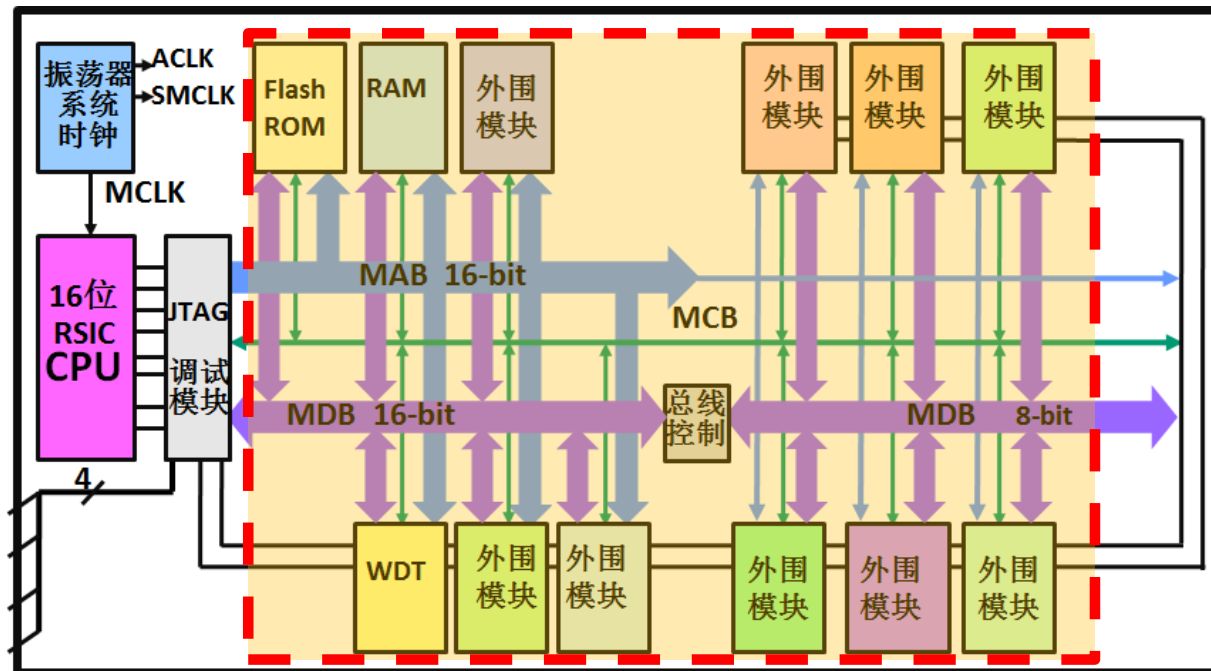 振荡器
系统
时钟
ACLK
SMCLK
MCLK
16位
RSIC
CPU
JTAG
调试
模块
4
Flash
ROM
RAM
外围
模块
外围
模块
外围
模块
外围
模块
MAB 16-bit
MCB
MDB 16-bit
总线
控制
MDB 8-bit
WDT
外围
模块
外围
模块
外围
模块
外围
模块
外围
模块